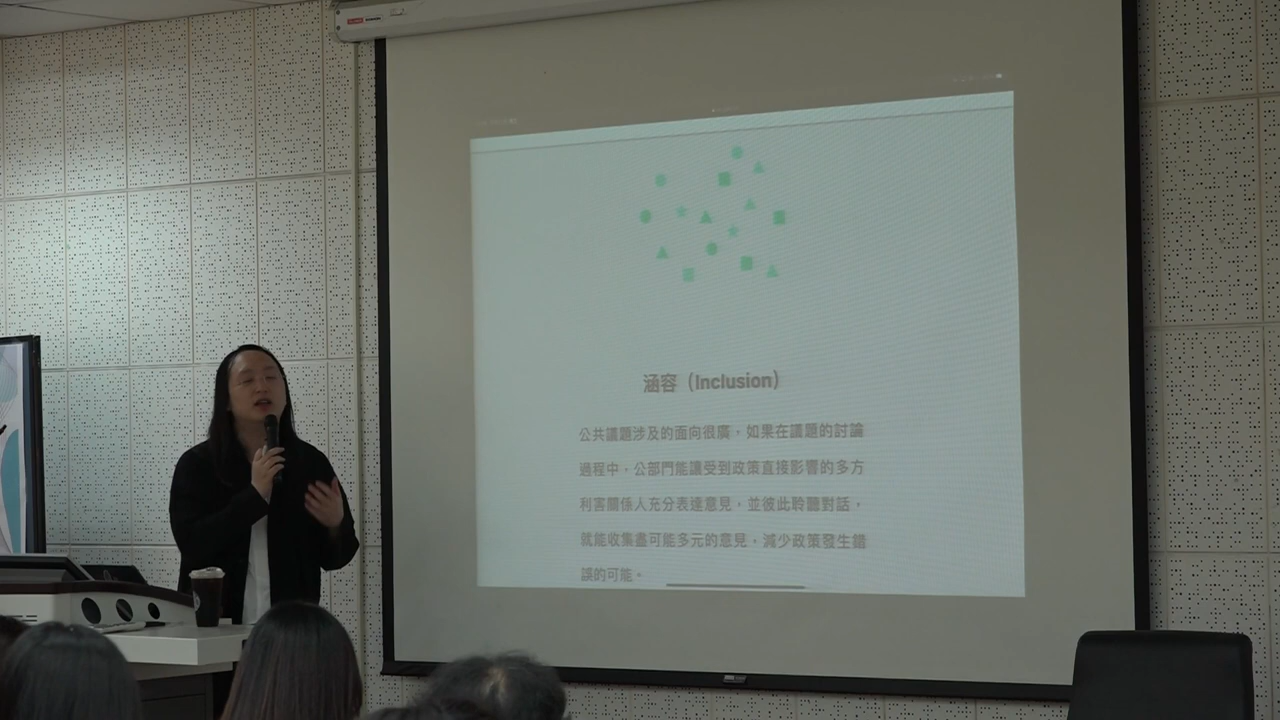 涵容（Inclusion）
公共議題涉及的面向很廣，如果在議題的討論
過程中，公部門能讓受到政策直接影響的多方
利害關係人充分表達意見，並彼此聆聽對話，
就能收集盡可能多元的意見，減少政策發生錯
誤的可能。